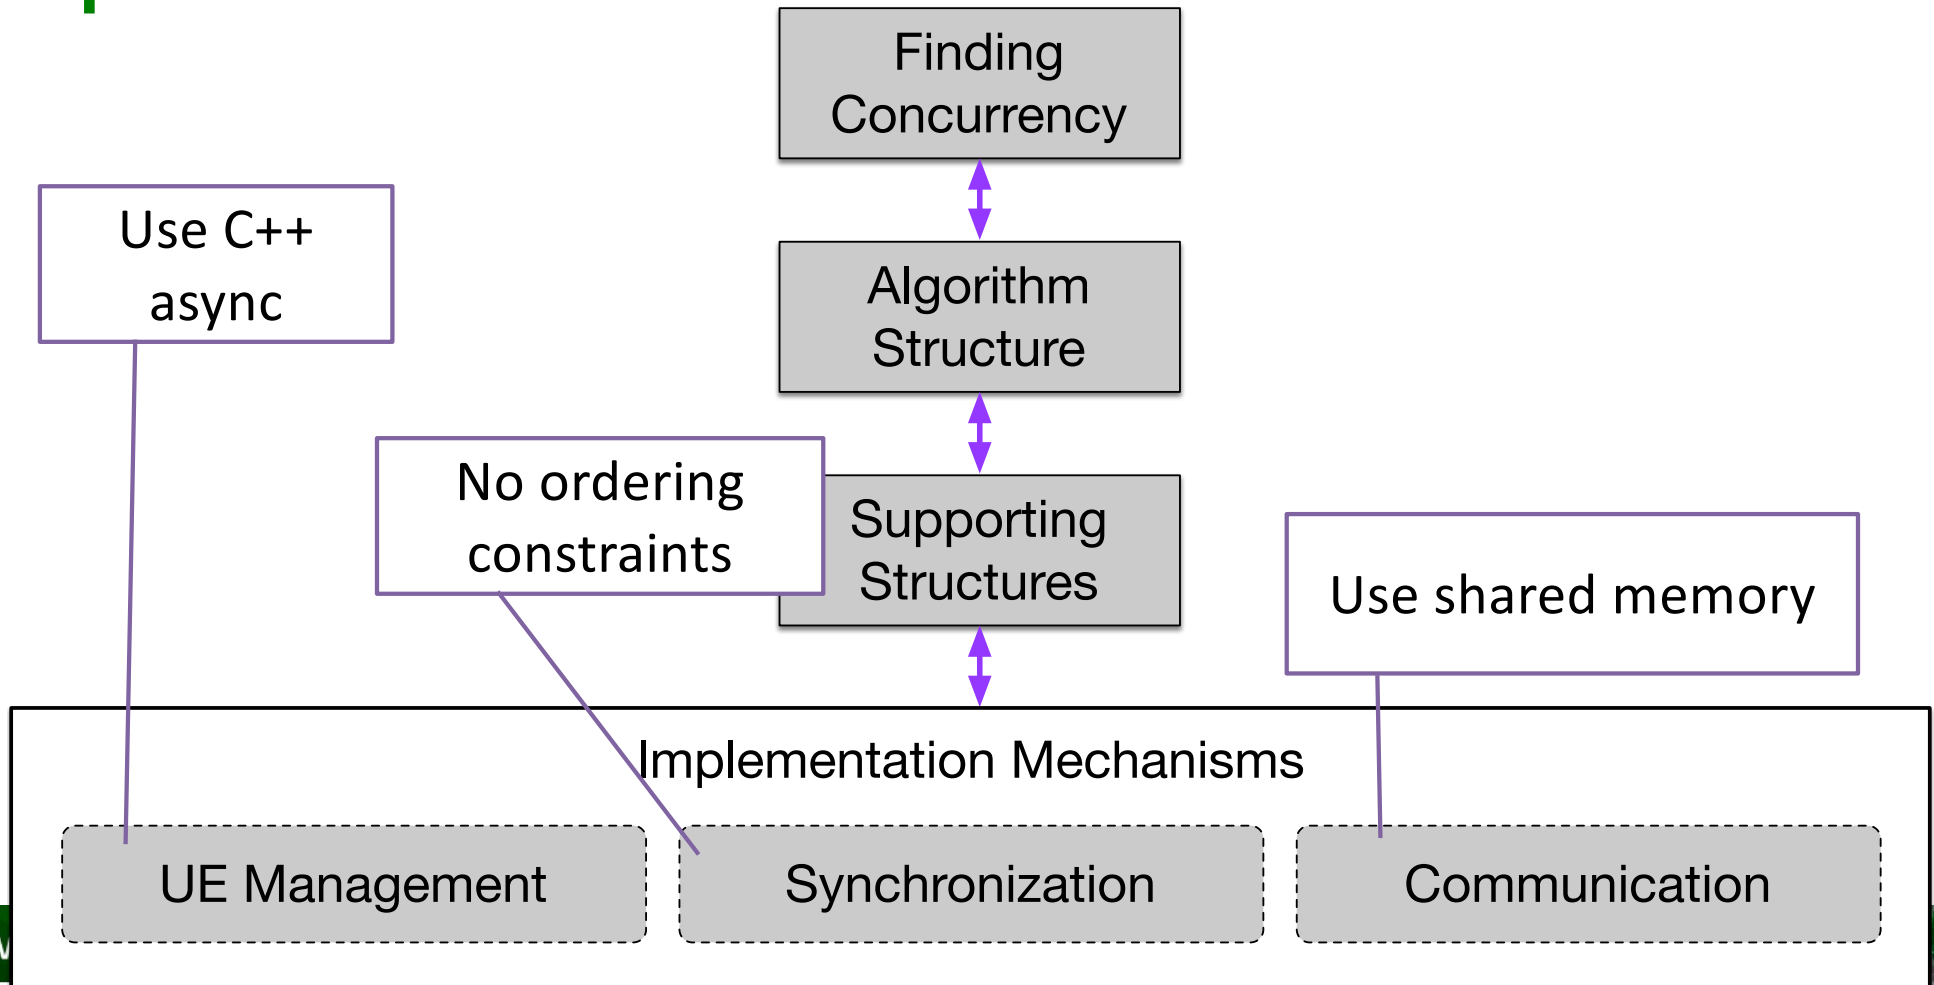 Finding
Concurrency
Use C++
async
Algorithm
Structure
No ordering
constraints
Supporting
Structures
Use shared memory
Implementation Mechanisms
UE Management
Synchronization
Communication